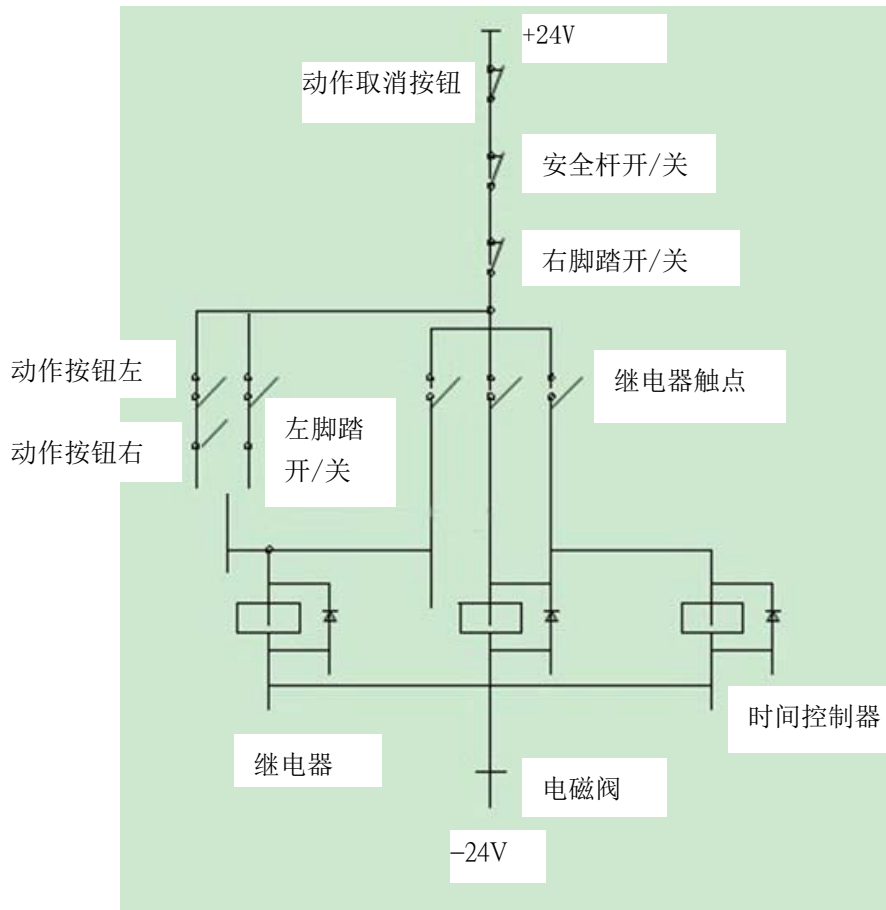 +24V
动作取消按钮
安全杆开/关
右脚踏开/关
动作按钮左
继电器触点
动作按钮右
左脚踏
开/关
时间控制器
继电器
电磁阀
—24V